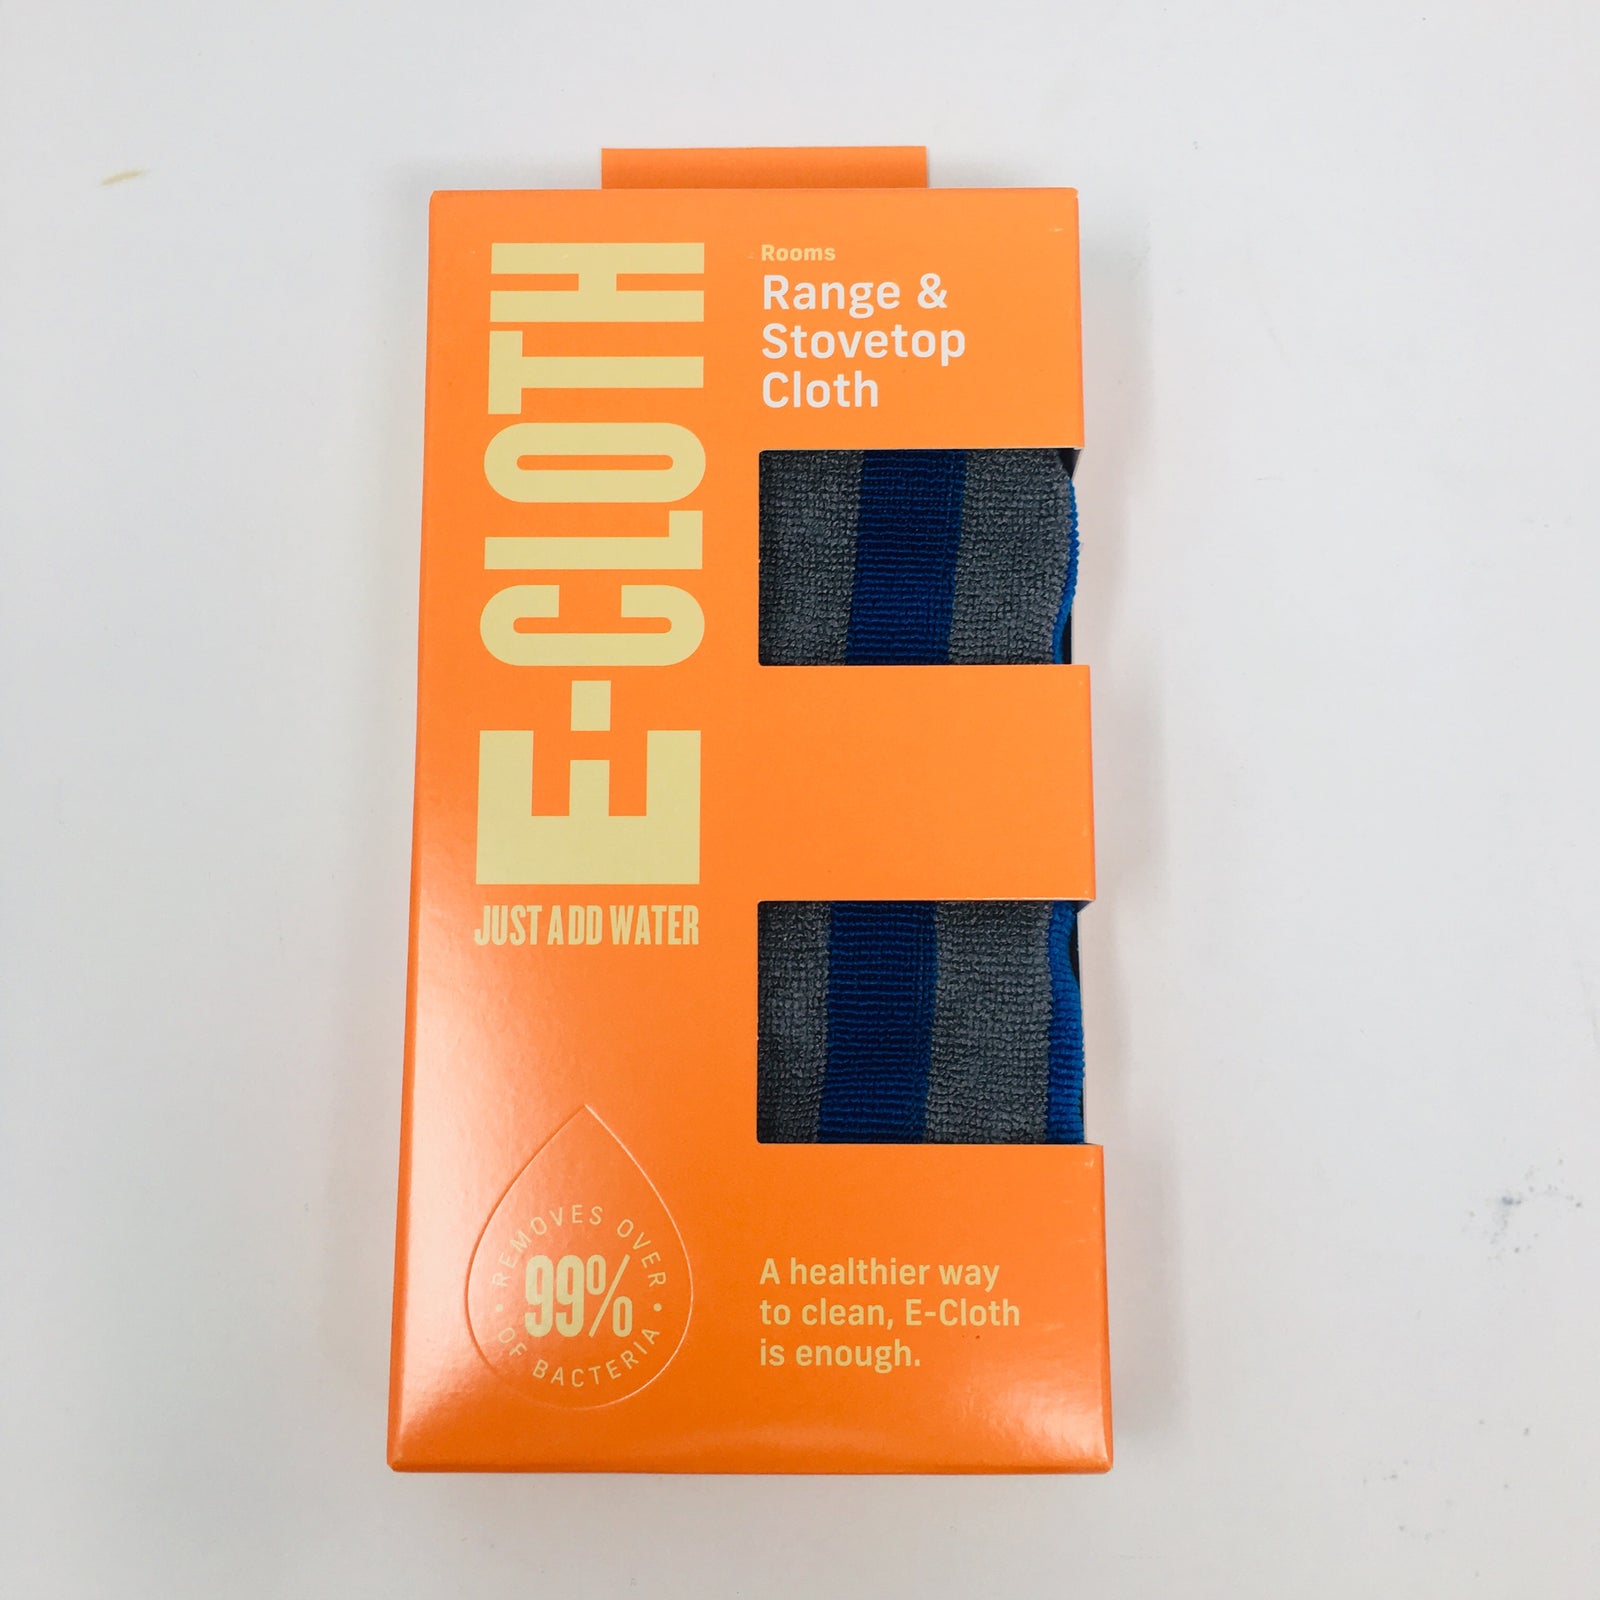 E-CLOTH
JUST ADD WATER
Rooms
Range &
Stovetop
Cloth
REMOVES OVER
99%
OF BACTERIA
A healthier way
to clean, E-Cloth
is enough.